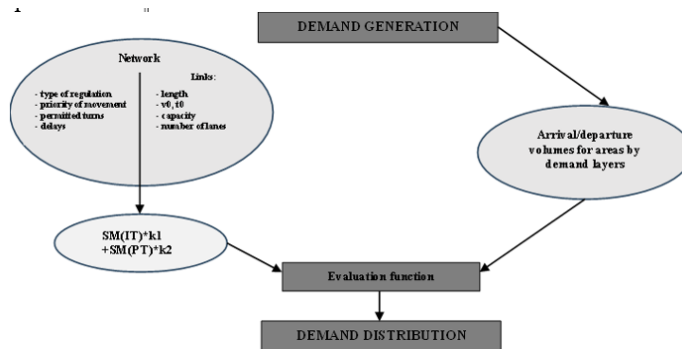 DEMAND GENERATION
Network
- type of regulation
- priority of movement
- permitted turns
- delays
Links:
- length
- v0, t0
- capacity
- number of lanes
Arrival/departure
volumes for areas by
demand layers
SM(IT)*k1
+SM(PT)*k2
Evaluation function
DEMAND DISTRIBUTION